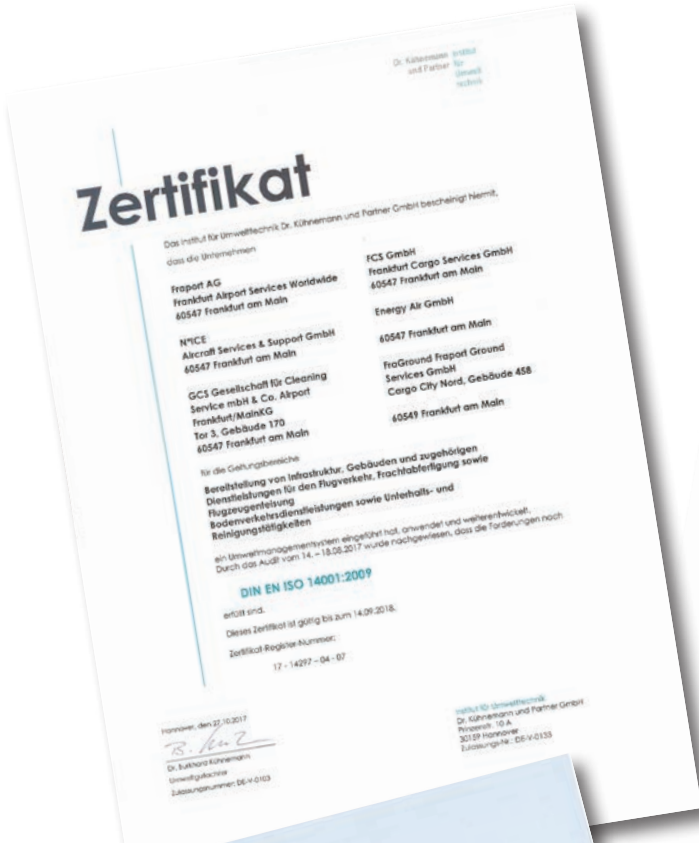 Dr. Kühnemann Institut
und Partner für
Umwelt
technik
Zertifikat
Das Institut für Umwelttechnik Dr. Kühnemann und Partner GmbH bescheinigt hiermit,
dass die Unternehmen
Fraport AG
Frankfurt Airport Services Worldwide
60547 Frankfurt am Main
N*ICE
Aircraft Services & Support GmbH
60547 Frankfurt am Main
GCS Gesellschaft für Cleaning
Service mbH & Co. Airport
Frankfurt/MainKG
Tor 3, Gebäude 170
60547 Frankfurt am Main
FCS GmbH
Frankfurt Cargo Services GmbH
60547 Frankfurt am Main
Energy Air GmbH
60547 Frankfurt am Main
FraGround Fraport Ground
Services GmbH
Cargo City Nord, Gebäude 458
60549 Frankfurt am Main
für die Geltungsbereiche
Bereitstellung von Infrastruktur, Gebäuden und zugehörigen
Dienstleistungen für den Flugverkehr, Frachtabfertigung sowie
Flugzeugenteisung
Bodenverkehrsdienstleistungen sowie Unterhalts- und
Reinigungstätigkeiten
ein Umweltmanagementsystem eingeführt hat, anwendet und weiterentwickelt.
Durch das Audit vom 14. – 18.08.2017 wurde nachgewiesen, dass die Forderungen nach
DIN EN ISO 14001:2009
erfüllt sind.
Dieses Zertifikat ist gültig bis zum 14.09.2018.
Zertifikat-Register-Nummer:
17 - 14297 – 04 - 07
Hannover, den 27.10.2017
Dr. Burkhard Kühnemann
Umweltgutachter
Zulassungsnummer: DE-V-0103
Institut für Umwelttechnik
Dr. Kühnemann und Partner GmbH
Prinzenstr. 10 A
30159 Hannover
Zulassungs-Nr.: DE-V-0133